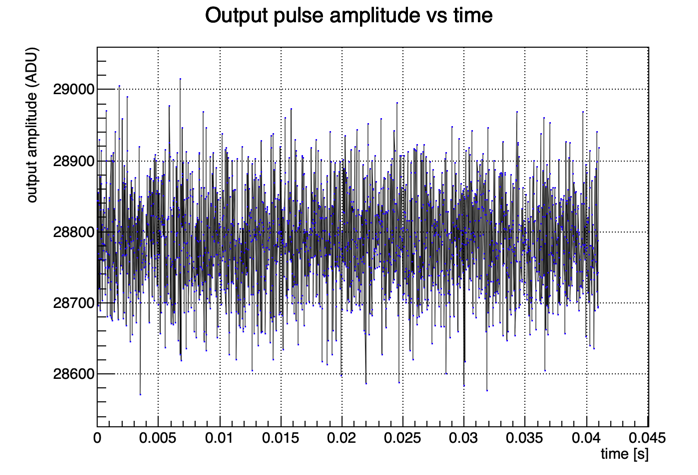 Output pulse amplitude vs time
output amplitude (ADU)
29000
28900
28800
28700
28600
0 0.005 0.01 0.015 0.02 0.025 0.03 0.035 0.04 0.045
time [s]